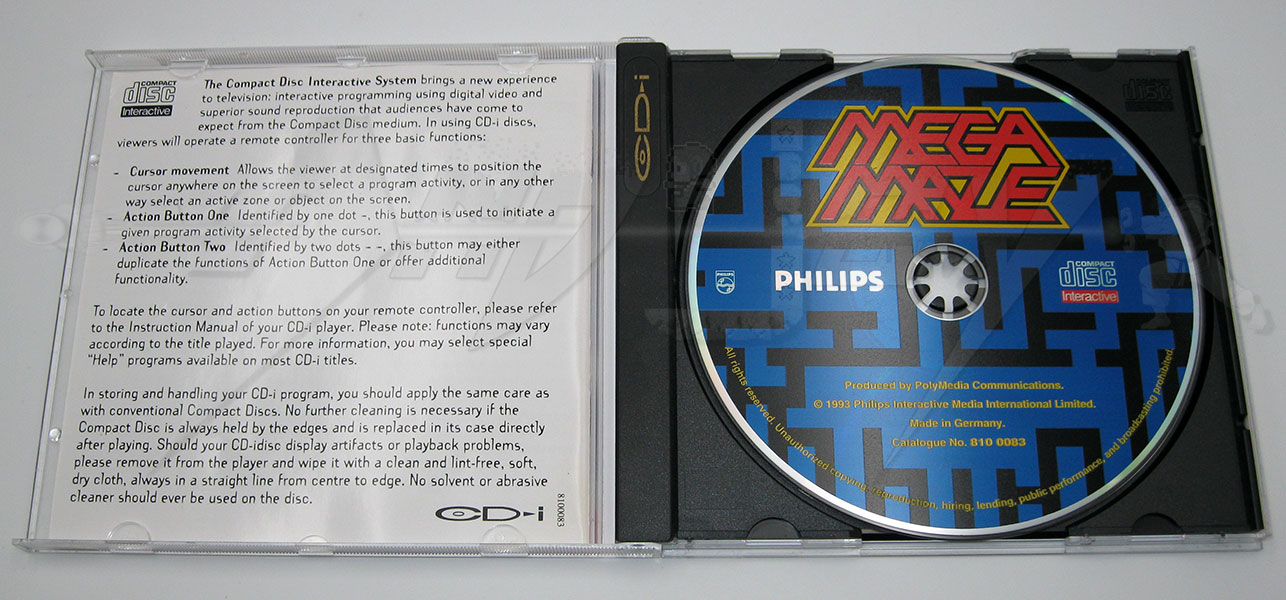 COMPACT
disc
Interactive
The Compact Disc Interactive System brings a new experience
to television: interactive programming using digital video and
superior sound reproduction that audiences have come to
expect from the Compact Disc medium. In using CD-i discs,
viewers will operate a remote controller for three basic functions:
- Cursor movement Allows the viewer at designated times to position the
cursor anywhere on the screen to select a program activity, or in any other
way select an active zone or object on the screen.
- Action Button One Identified by one dot -, this button is used to initiate a
given program activity selected by the cursor.
- Action Button Two Identified by two dots - -, this button may either
duplicate the functions of Action Button One or offer additional
functionality.
To locate the cursor and action buttons on your remote controller, please refer
to the Instruction Manual of your CD-i player. Please note: functions may vary
according to the title played. For more information, you may select special
"Help" programs available on most CD-i titles.
In storing and handling your CD-i program, you should apply the same care as
with conventional Compact Discs. No further cleaning is necessary if the
Compact Disc is always held by the edges and is replaced in its case directly
after playing. Should your CD-idisc display artifacts or playback problems,
please remove it from the player and wipe it with a clean and lint-free, soft,
dry cloth, always in a straight line from centre to edge. No solvent or abrasive
cleaner should ever be used on the disc.
CD-i
8100083
CD-i
MEGA
MAZE
PHILIPS
COMPACT
disc
Interactive
Produced by PolyMedia Communications.
© 1993 Philips Interactive Media International Limited.
Made in Germany.
Catalogue No. 810 0083
All rights reserved. Unauthorized copying, reproduction, hiring, lending, public performance, and broadcasting prohibited.
COMPACT
disc